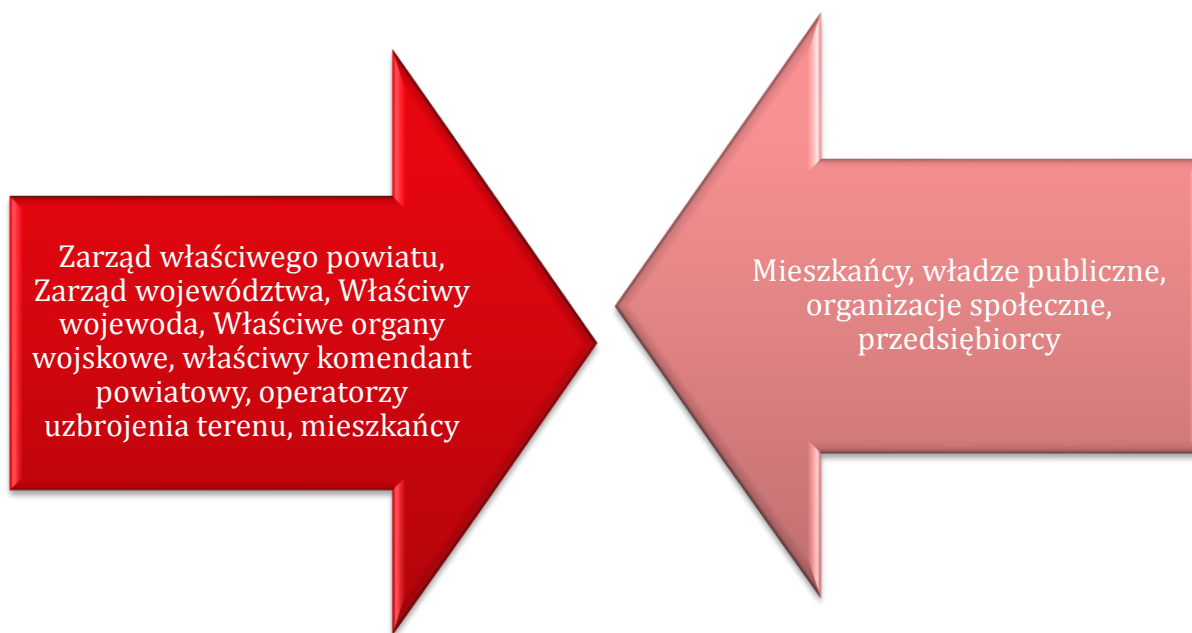 Zarząd właściwego powiatu,
Zarząd województwa, Właściwy
wojewoda, Właściwe organy
wojskowe, właściwy komendant
powiatowy, operatorzy
uzbrojenia terenu, mieszkańcy
Mieszkańcy, władze publiczne,
organizacje społeczne,
przedsiębiorcy